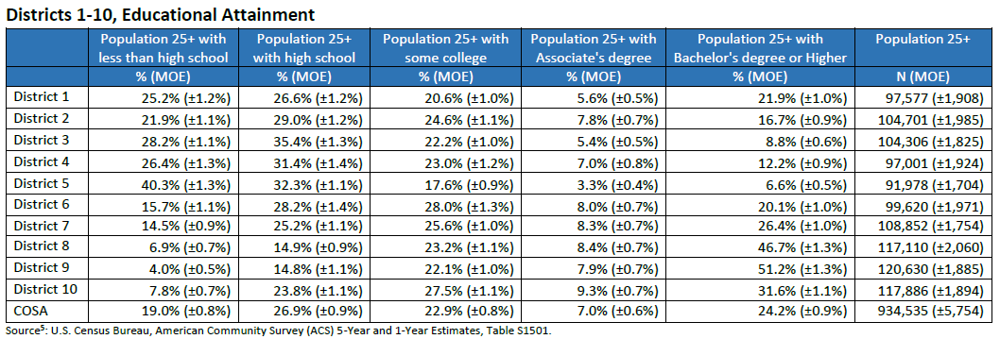 Districts 1-10, Educational Attainment
Population 25+ with less than high school Population 25+ with high school Population 25+ with some college Population 25+ with Associate's degree Population 25+ with Bachelor's degree or Higher Population 25+
% (MOE) % (MOE) % (MOE) % (MOE) % (MOE) N (MOE)
District 1 25.2% (±1.2%) 26.6% (±1.2%) 20.6% (±1.0%) 5.6% (±0.5%) 21.9% (±1.0%) 97,577 (±1,908)
District 2 21.9% (±1.1%) 29.0% (±1.2%) 24.6% (±1.1%) 7.8% (±0.7%) 16.7% (±0.9%) 104,701 (±1,985)
District 3 28.2% (±1.1%) 35.4% (±1.3%) 22.2% (±1.0%) 5.4% (±0.5%) 8.8% (±0.6%) 104,306 (±1,825)
District 4 26.4% (±1.3%) 31.4% (±1.4%) 23.0% (±1.2%) 7.0% (±0.8%) 12.2% (±0.9%) 97,001 (±1,924)
District 5 40.3% (±1.3%) 32.3% (±1.1%) 17.6% (±0.9%) 3.3% (±0.4%) 6.6% (±0.5%) 91,978 (±1,704)
District 6 15.7% (±1.1%) 28.2% (±1.4%) 28.0% (±1.3%) 8.0% (±0.7%) 20.1% (±1.0%) 99,620 (±1,971)
District 7 14.5% (±0.9%) 25.2% (±1.1%) 25.6% (±1.0%) 8.3% (±0.7%) 26.4% (±1.0%) 108,852 (±1,754)
District 8 6.9% (±0.7%) 14.9% (±0.9%) 23.2% (±1.1%) 8.4% (±0.7%) 46.7% (±1.3%) 117,110 (±2,060)
District 9 4.0% (±0.5%) 14.8% (±1.1%) 22.1% (±1.0%) 7.9% (±0.7%) 51.2% (±1.3%) 120,630 (±1,885)
District 10 7.8% (±0.7%) 23.8% (±1.1%) 27.5% (±1.1%) 9.3% (±0.7%) 31.6% (±1.1%) 117,886 (±1,894)
COSA 19.0% (±0.8%) 26.9% (±0.9%) 22.9% (±0.8%) 7.0% (±0.6%) 24.2% (±0.9%) 934,535 (±5,754)
Source⁵: U.S. Census Bureau, American Community Survey (ACS) 5-Year and 1-Year Estimates, Table S1501.